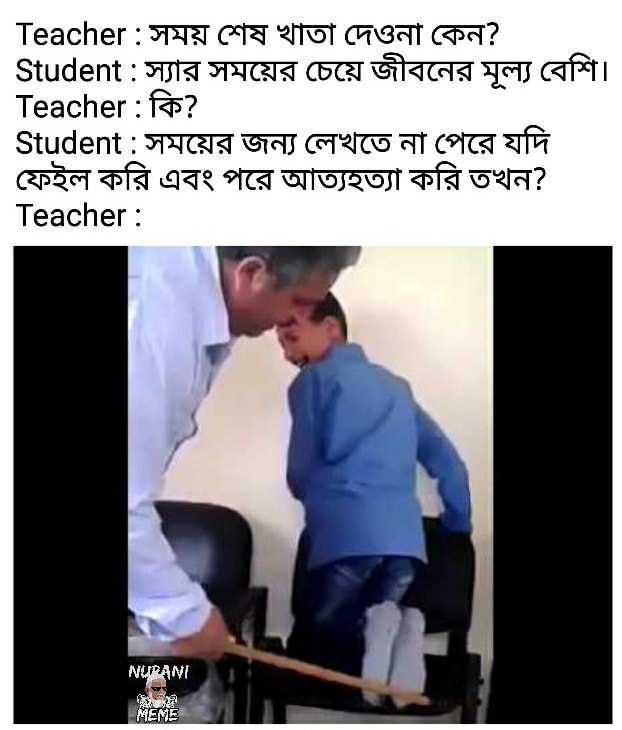 Teacher : সময় শেষ খাতা দেওনা কেন?
Student : স্যার সময়ের চেয়ে জীবনের মূল্য বেশি।
Teacher : কি?
Student : সময়ের জন্য লেখতে না পেরে যদি
ফেইল করি এবং পরে আত্যহত্যা করি তখন?
Teacher :
NURANI
MEME